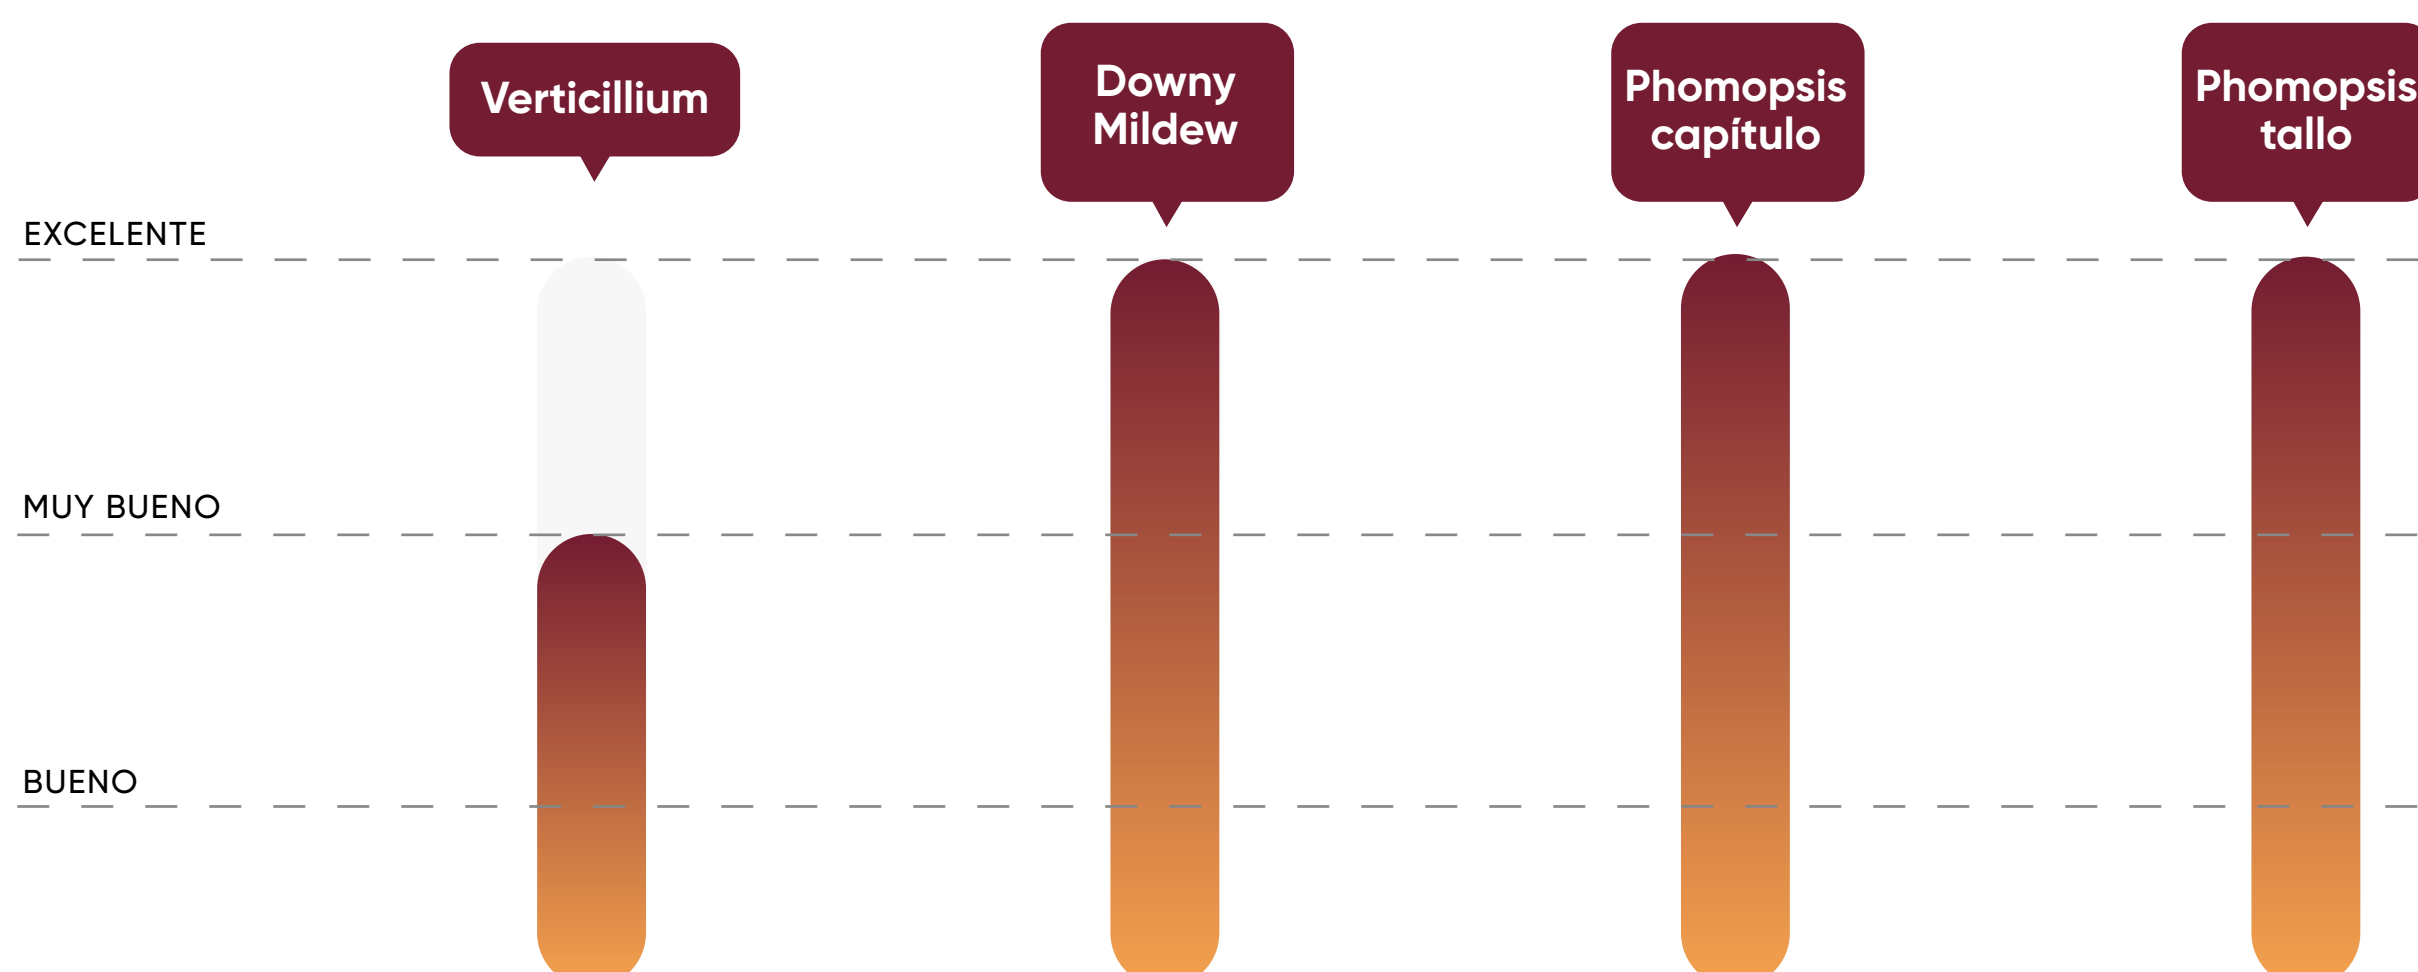 Verticillium
Downy
Mildew
Phomopsis
capítulo
Phomopsis
tallo
EXCELENTE
MUY BUENO
BUENO